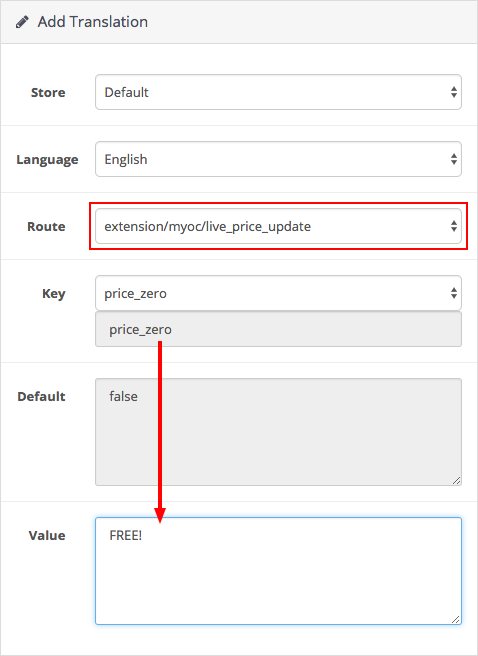 Add Translation
Store Default
Language English
Route extension/myoc/live_price_update
Key price_zero
price_zero
Default false
Value FREE!